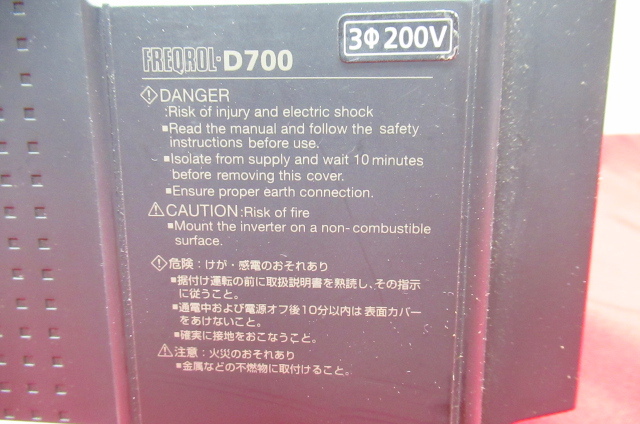 FREQROL-D700
3Φ 200V
DANGER
:Risk of injury and electric shock
■Read the manual and follow the safety
instructions before use.
■Isolate from supply and wait 10 minutes
before removing this cover.
■Ensure proper earth connection.
CAUTION:Risk of fire
■Mount the inverter on a non-combustible
surface.
危険：けが・感電のおそれあり
■据付け運転の前に取扱説明書を熟読し、その指示
に従うこと。
■通電中および電源オフ後10分以内は表面カバー
をあけないこと。
■確実に接地をおこなうこと。
注意：火災のおそれあり
■金属などの不燃物に取付けること。